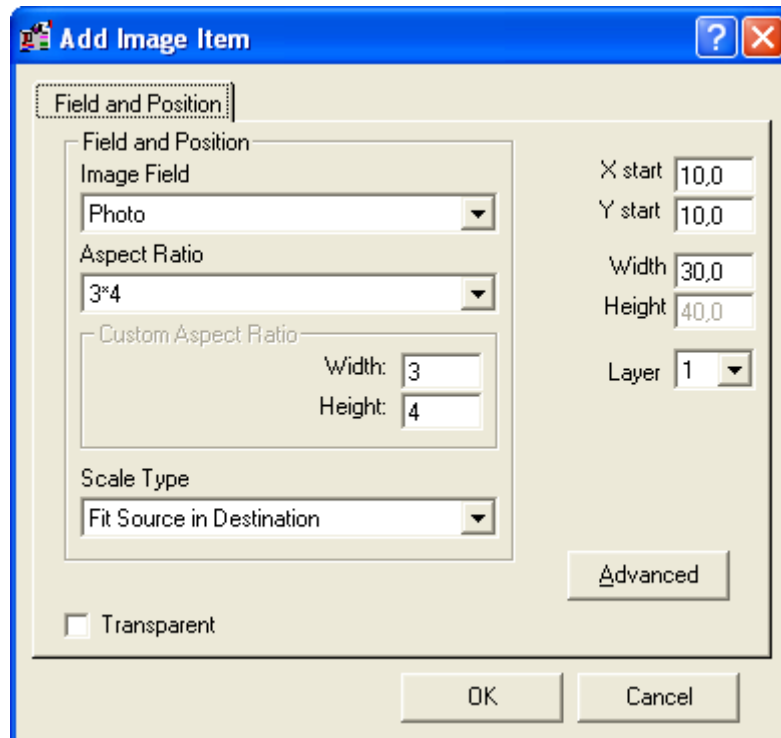 Add Image Item
Field and Position
Field and Position
Image Field
Photo
Aspect Ratio
3*4
Custom Aspect Ratio
Width: 3
Height: 4
Scale Type
Fit Source in Destination
Transparent
X start 10,0
Y start 10,0
Width 30,0
Height 40,0
Layer 1
Advanced
OK Cancel